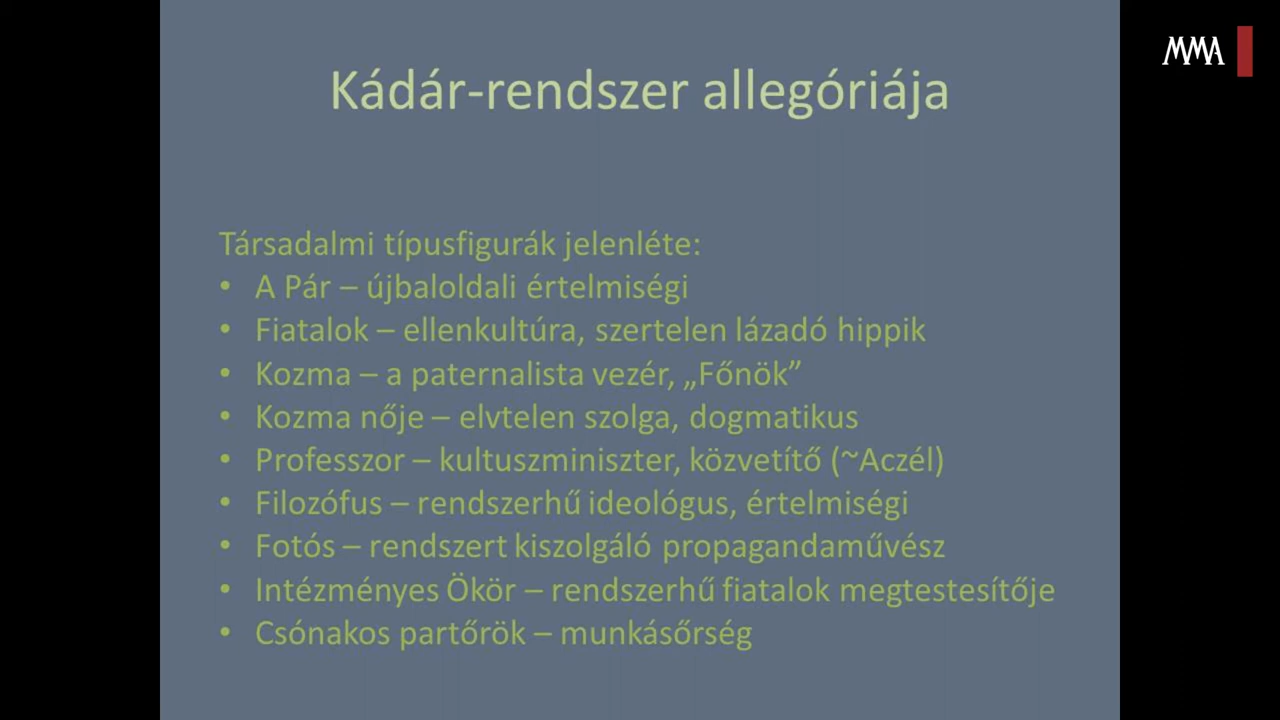 MMA
Kádár-rendszer allegóriája
Társadalmi típusfigurák jelenléte:
• A Pár – újbaloldali értelmiségi
• Fiatalok – ellenkultúra, szertelen lázadó hippik
• Kozma – a paternalista vezér, „Főnök”
• Kozma nője – elvtelen szolga, dogmatikus
• Professzor – kultuszminiszter, közvetítő (~Aczél)
• Filozófus – rendszerhű ideológus, értelmiségi
• Fotós – rendszert kiszolgáló propagandaművész
• Intézményes Ökör – rendszerhű fiatalok megtestesítője
• Csónakos partőrök – munkásőrség